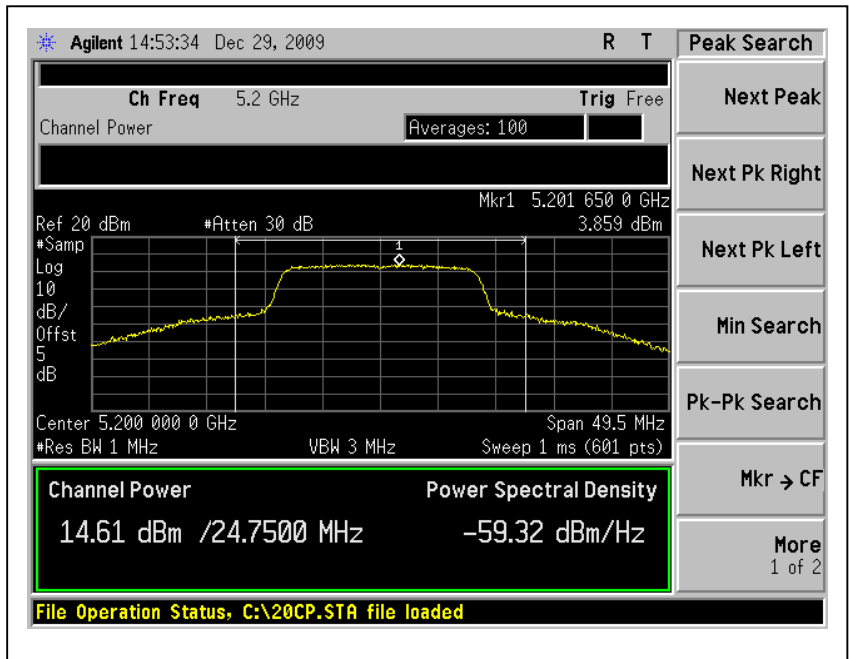 Agilent 14:53:34 Dec 29, 2009 R T
Peak Search
Ch Freq 5.2 GHz Trig Free
Channel Power Averages: 100
Mkr1 5.201 650 0 GHz
Ref 20 dBm #Atten 30 dB 3.859 dBm
#Samp
Log
10
dB/
Offst
5
dB
1
Center 5.200 000 0 GHz Span 49.5 MHz
#Res BW 1 MHz VBW 3 MHz Sweep 1 ms (601 pts)
Channel Power Power Spectral Density
14.61 dBm /24.7500 MHz -59.32 dBm/Hz
File Operation Status, C:\20CP.STA file loaded
Next Peak
Next Pk Right
Next Pk Left
Min Search
Pk-Pk Search
Mkr → CF
More
1 of 2